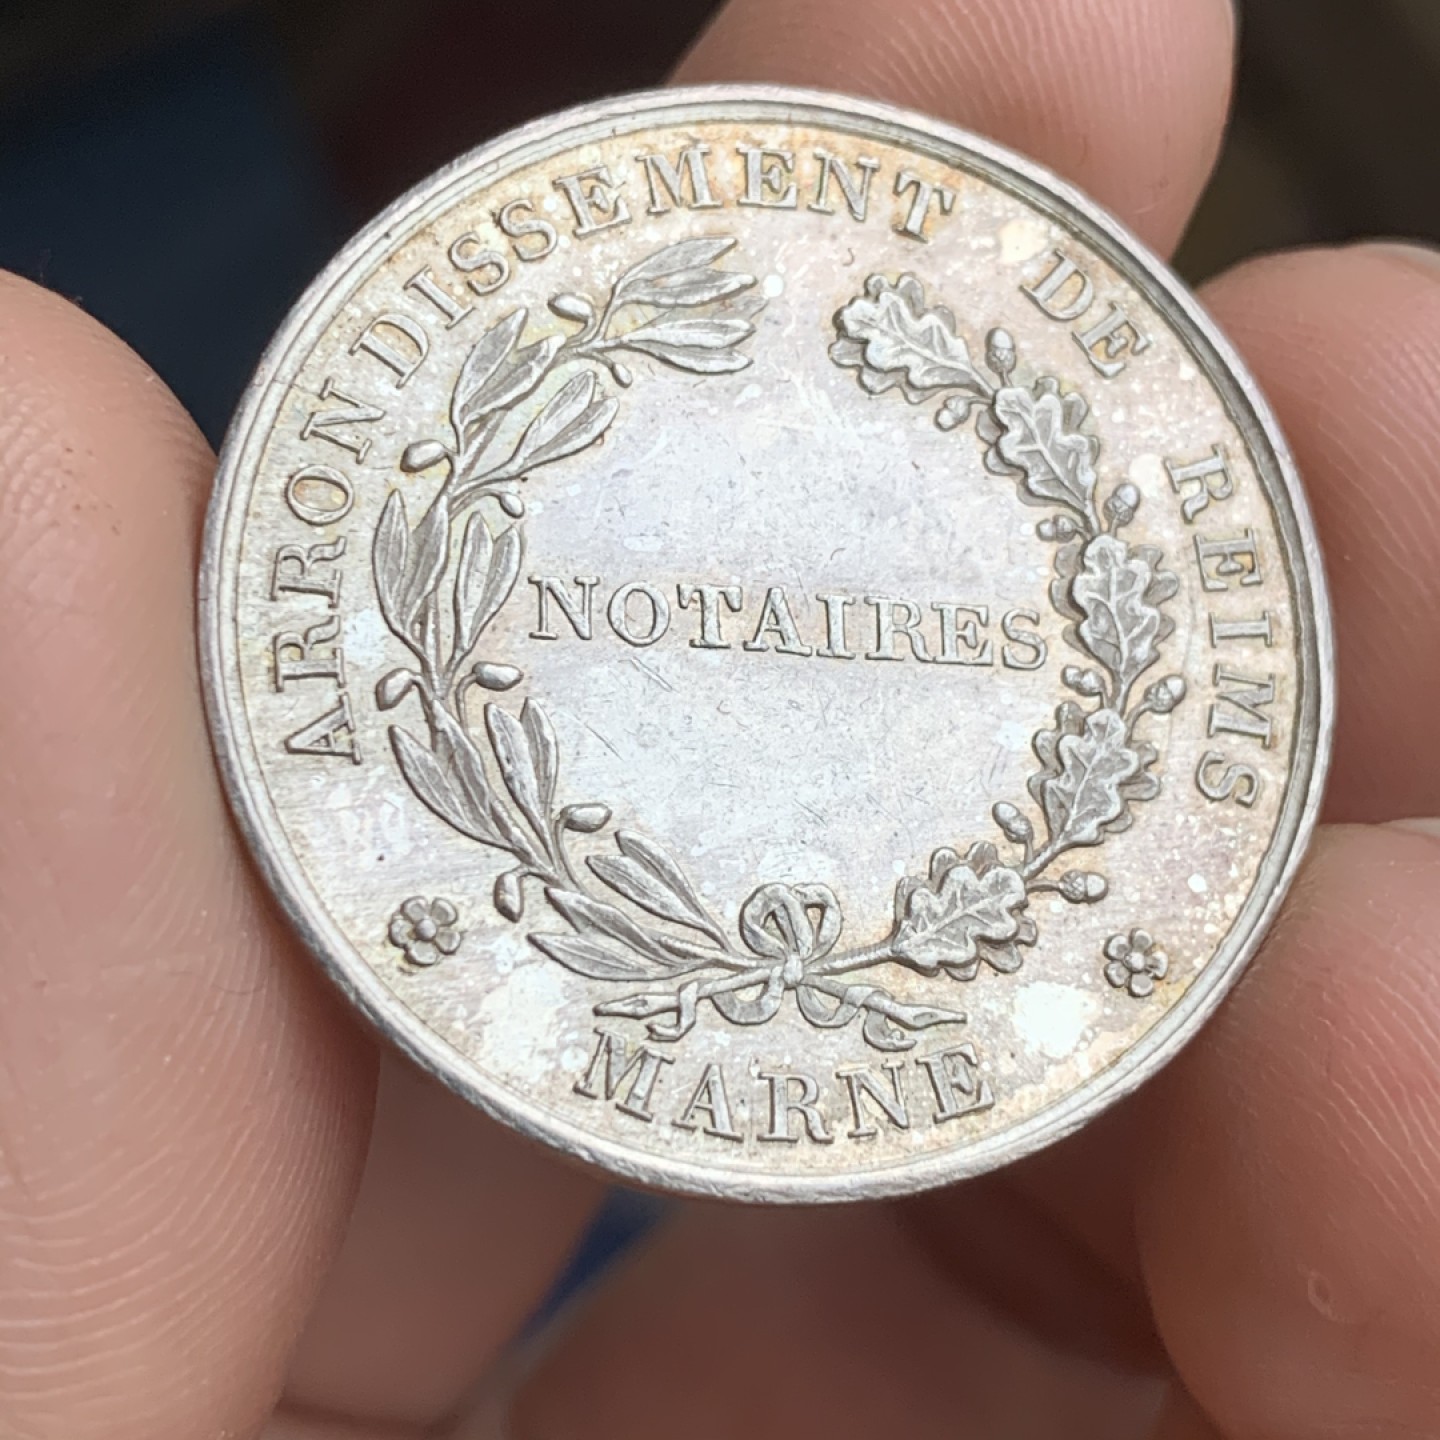 ARRONDISSEMENT DE REIMS
NOTAIRES
MARNE